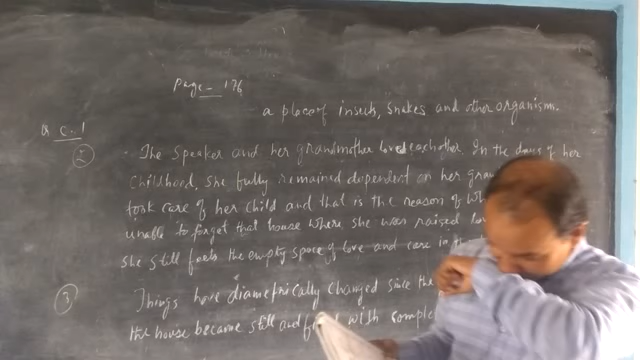 Page - 176
a place of insects, snakes and other organism.
Q C.1
2
. The Speaker and her grandmother loved each other. In the days of her
Childhood, she fully remained dependent on her gran
took care of her child and that is the reason of wh
unable to forget that house where she was raised
She still feels the empty space of love and care in th
3
Things have diametrically changed since the
the house became still and wish comple